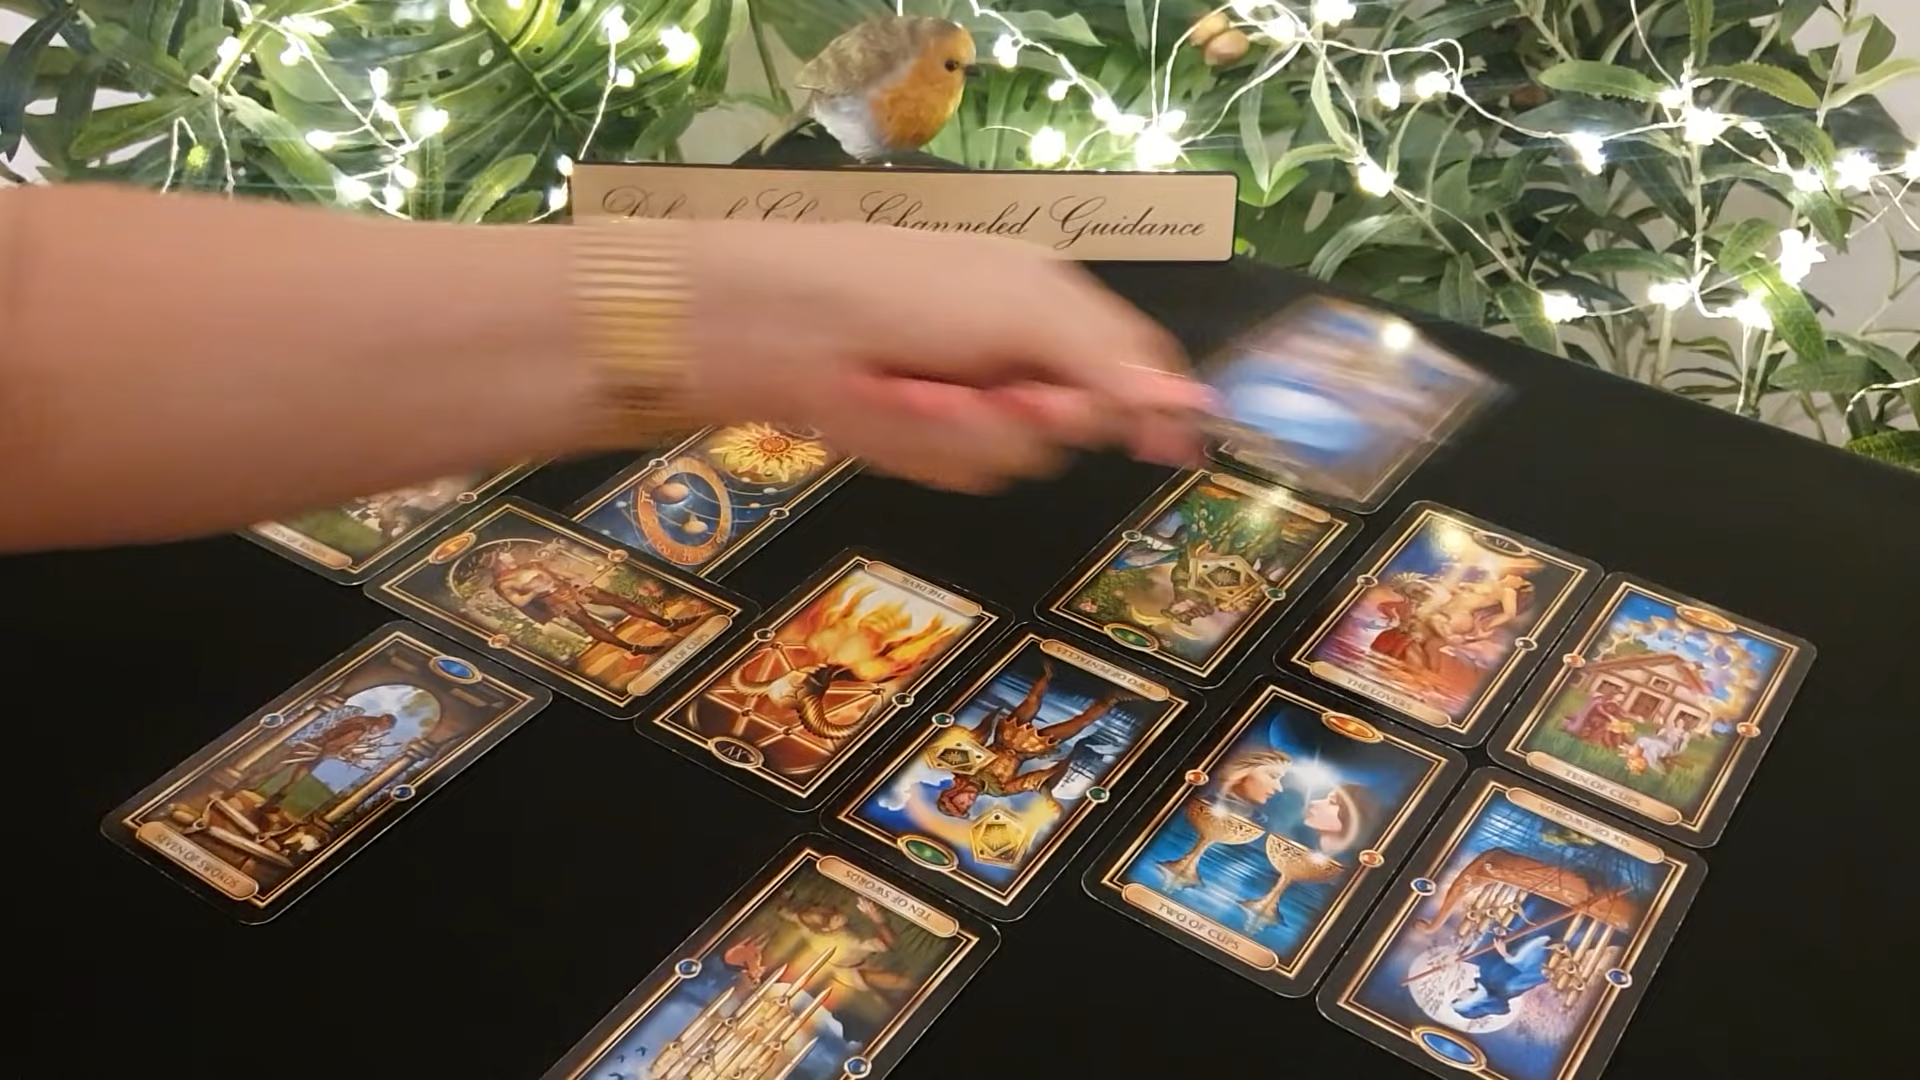 Channeled Guidance
THE DEVIL
PAGE OF CUPS
VI
THE LOVERS
TWO OF PENTACLES
TEN OF CUPS
XV
SIX OF SWORDS
SEVEN OF SWORDS
TEN OF SWORDS
TWO OF CUPS